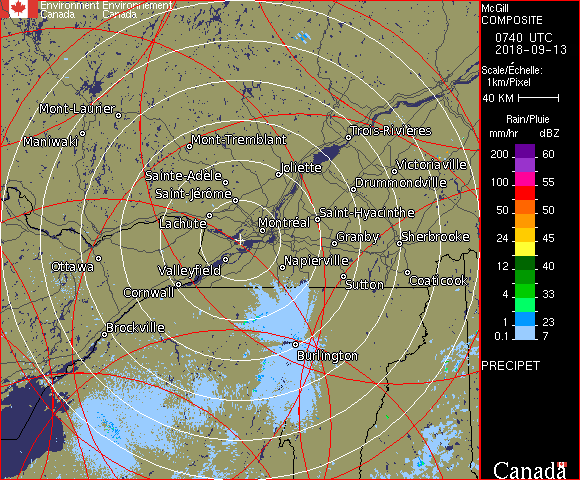 Environment Environnement
Canada Canada
McGill
COMPOSITE
0740 UTC
2018-09-13
Scale/Échelle:
1km/Pixel
40 KM
Rain/Pluie
mm/hr dBZ
200 60
150 57
100 55
50 50
24 45
12 40
4 33
1 23
0.1 7
PRECIPET
Canada
Mont-Laurier
Maniwaki
Mont-Tremblant
Trois-Rivières
Joliette
Victoriaville
Sainte-Adèle
Drummondville
Saint-Jérôme
Saint-Hyacinthe
Lachute
Montréal
Granby
Sherbrooke
Ottawa
Valleyfield
Napierville
Coaticook
Cornwall
Sutton
Brockville
Burlington